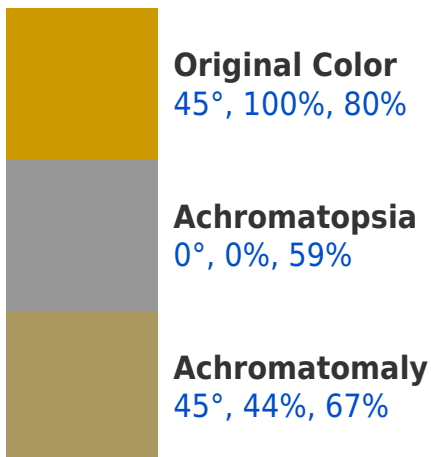 Original Color
45°, 100%, 80%
Achromatopsia
0°, 0%, 59%
Achromatomaly
45°, 44%, 67%